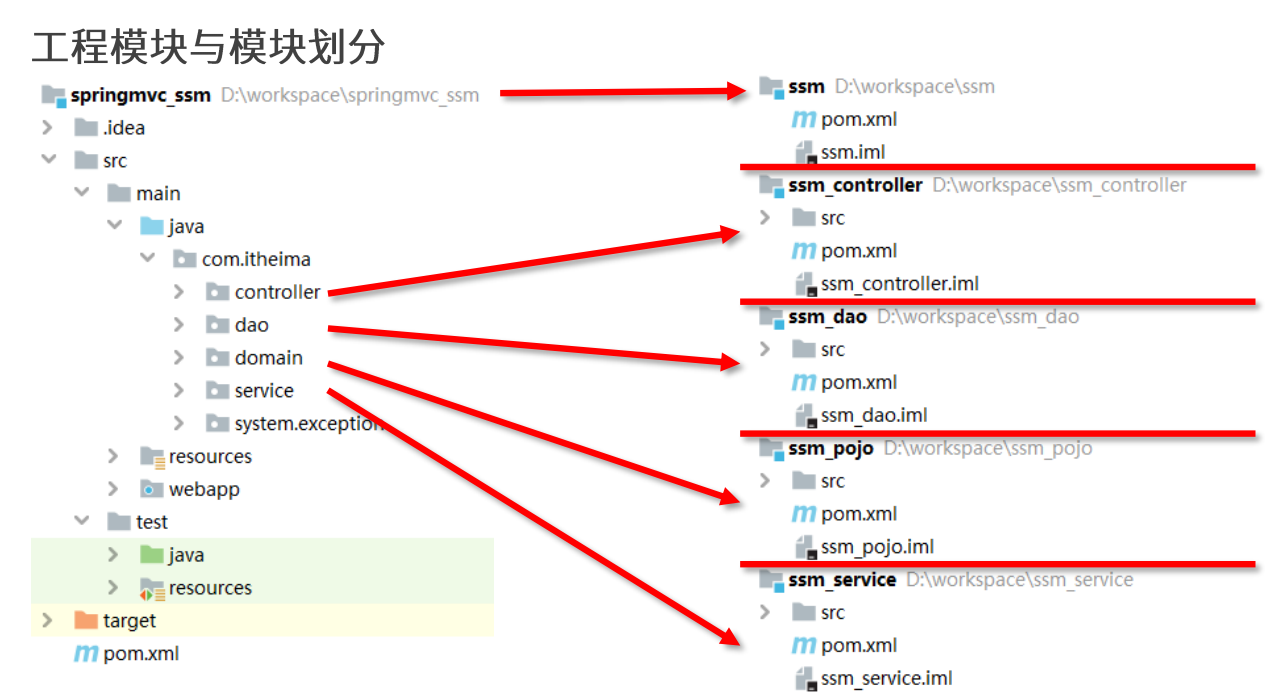 工程模块与模块划分
springmvc_ssm D:\workspace\springmvc_ssm
.idea
src
main
java
com.itheima
controller
dao
domain
service
system.exception
resources
webapp
test
java
resources
target
pom.xml
ssm D:\workspace\ssm
pom.xml
ssm.iml
ssm_controller D:\workspace\ssm_controller
src
pom.xml
ssm_controller.iml
ssm_dao D:\workspace\ssm_dao
src
pom.xml
ssm_dao.iml
ssm_pojo D:\workspace\ssm_pojo
src
pom.xml
ssm_pojo.iml
ssm_service D:\workspace\ssm_service
src
pom.xml
ssm_service.iml